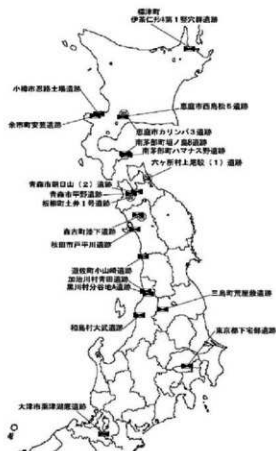 標津町
伊茶仁ｶﾘｶﾘｳｽ第1竪穴群遺跡
小樽市忍路土場遺跡
恵庭市西島松5遺跡
余市町安芸遺跡
恵庭市カリンバ3遺跡
南茅部町垣ノ島B遺跡
南茅部町ハマナス野遺跡
六ヶ所村上尾駮(1)遺跡
青森市朝日山(2)遺跡
青森市平野遺跡
板柳町土井1号遺跡
森吉町漆下遺跡
秋田市戸平川遺跡
遊佐町小山崎遺跡
加治川村青田遺跡
黒川村分谷地A遺跡
三島町荒屋敷遺跡
和島村大武遺跡
東京都下宅部遺跡
大津市粟津湖底遺跡